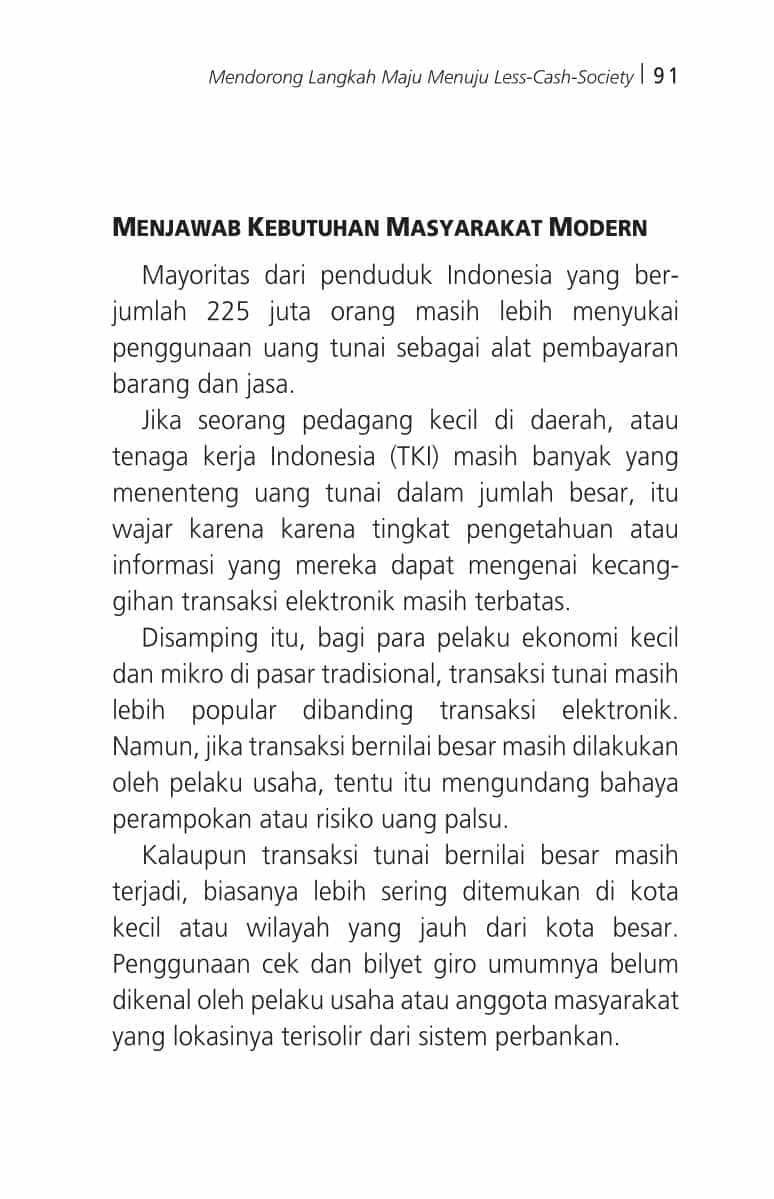 Mendorong Langkah Maju Menuju Less-Cash-Society | 91
MENJAWAB KEBUTUHAN MASYARAKAT MODERN
Mayoritas dari penduduk Indonesia yang ber-
jumlah 225 juta orang masih lebih menyukai
penggunaan uang tunai sebagai alat pembayaran
barang dan jasa.
Jika seorang pedagang kecil di daerah, atau
tenaga kerja Indonesia (TKI) masih banyak yang
menenteng uang tunai dalam jumlah besar, itu
wajar karena karena tingkat pengetahuan atau
informasi yang mereka dapat mengenai kecang-
gihan transaksi elektronik masih terbatas.
Disamping itu, bagi para pelaku ekonomi kecil
dan mikro di pasar tradisional, transaksi tunai masih
lebih popular dibanding transaksi elektronik.
Namun, jika transaksi bernilai besar masih dilakukan
oleh pelaku usaha, tentu itu mengundang bahaya
perampokan atau risiko uang palsu.
Kalaupun transaksi tunai bernilai besar masih
terjadi, biasanya lebih sering ditemukan di kota
kecil atau wilayah yang jauh dari kota besar.
Penggunaan cek dan bilyet giro umumnya belum
dikenal oleh pelaku usaha atau anggota masyarakat
yang lokasinya terisolir dari sistem perbankan.